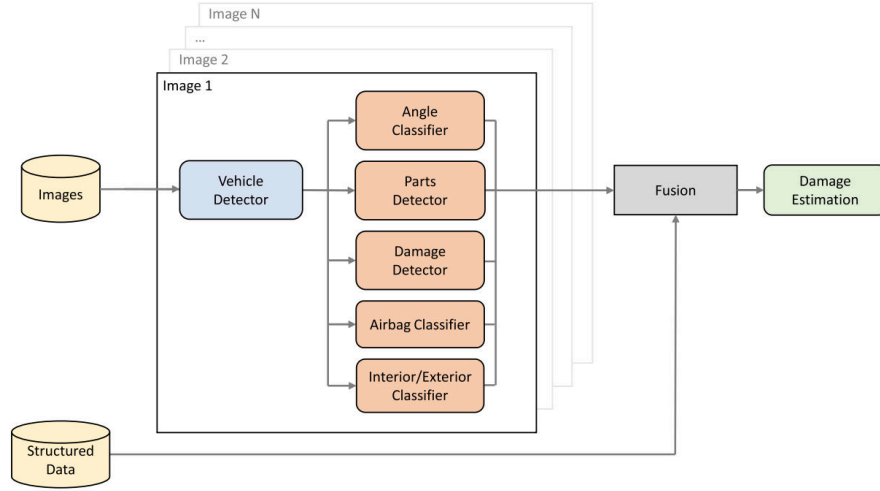 Image N
...
Image 2
Image 1
Angle
Classifier
Images
Vehicle
Detector
Parts
Detector
Fusion
Damage
Estimation
Damage
Detector
Airbag Classifier
Interior/Exterior
Classifier
Structured
Data